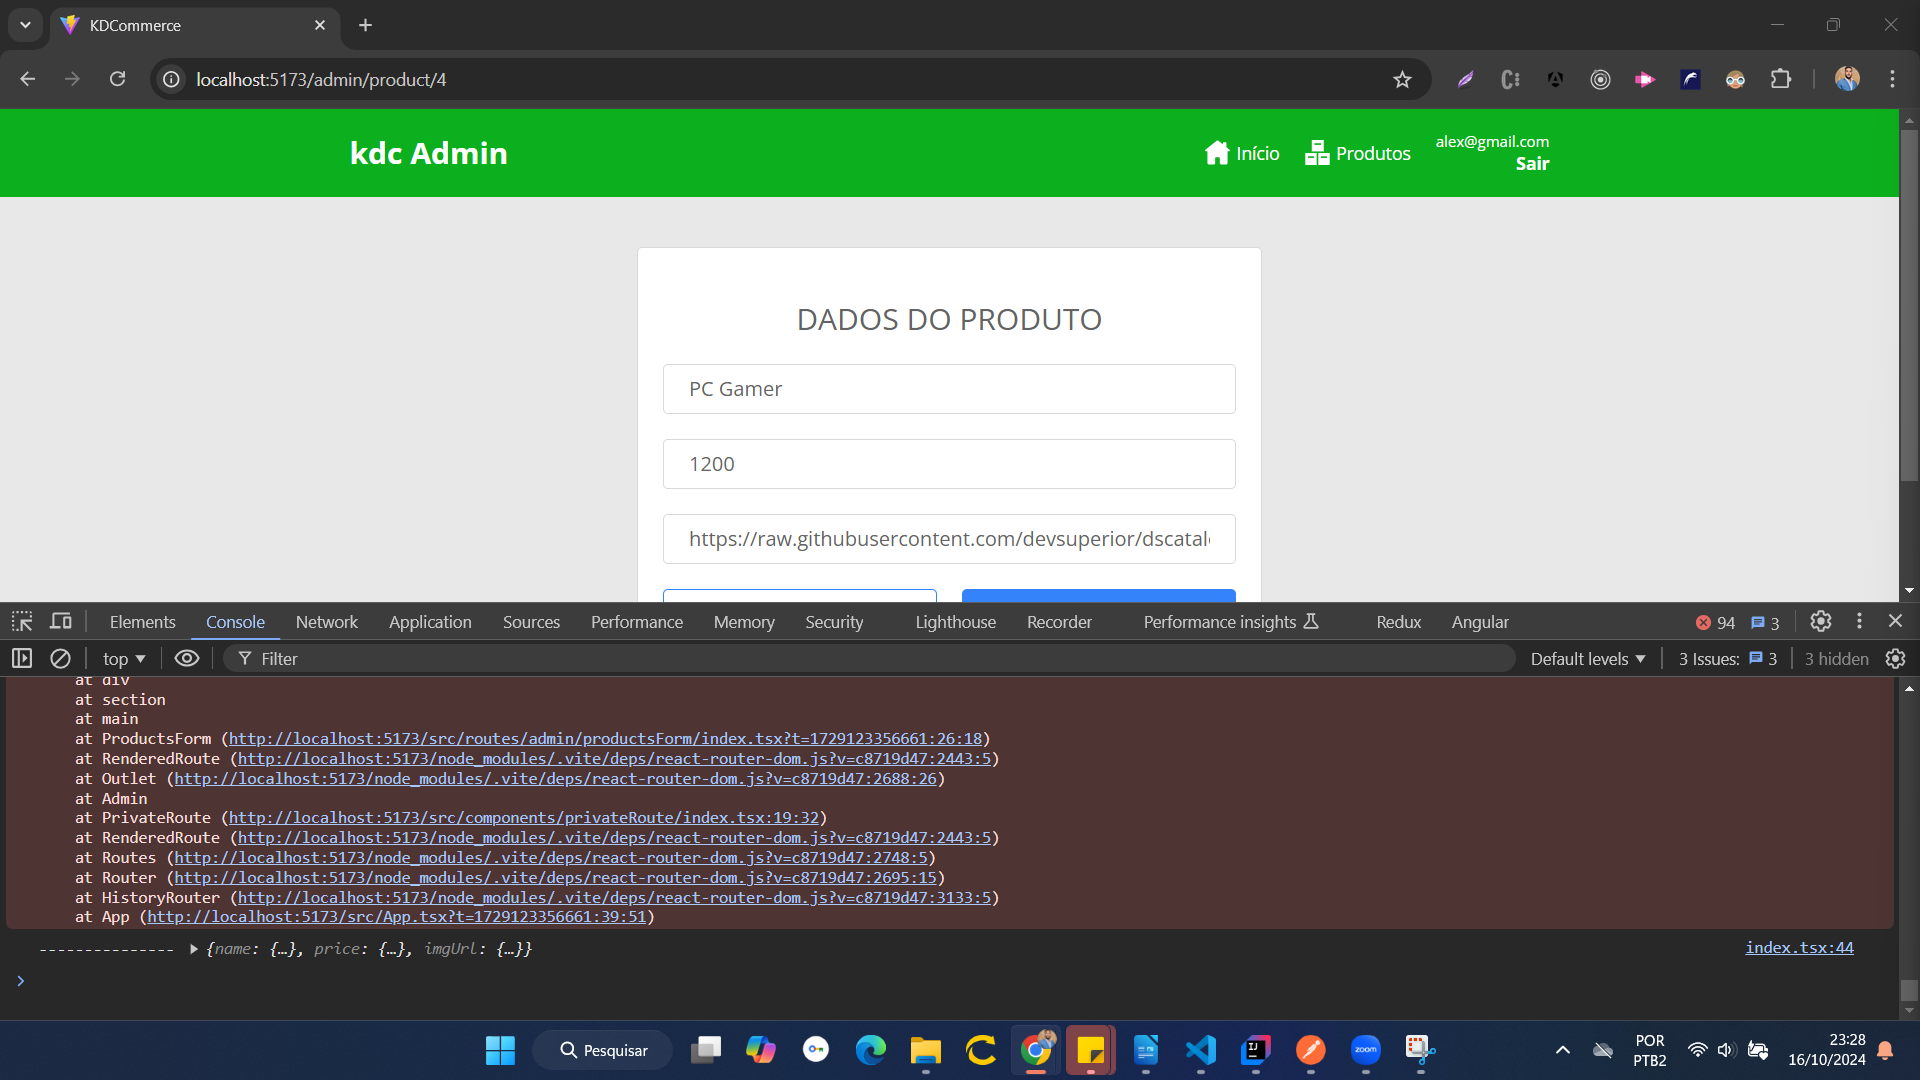 KDCommerce
localhost:5173/admin/product/4
kdc Admin
Início
Produtos
alex@gmail.com
Sair
DADOS DO PRODUTO
PC Gamer
1200
https://raw.githubusercontent.com/devsuperior/dscatal
Elements Console Network Application Sources Performance Memory Security Lighthouse Recorder Performance insights Redux Angular 94 3
top Filter Default levels 3 Issues: 3 3 hidden
at div
at section
at main
at ProductsForm (http://localhost:5173/src/routes/admin/productsForm/index.tsx?t=1729123356661:26:18)
at RenderedRoute (http://localhost:5173/node_modules/.vite/deps/react-router-dom.js?v=c8719d47:2443:5)
at Outlet (http://localhost:5173/node_modules/.vite/deps/react-router-dom.js?v=c8719d47:2688:26)
at Admin
at PrivateRoute (http://localhost:5173/src/components/privateRoute/index.tsx:19:32)
at RenderedRoute (http://localhost:5173/node_modules/.vite/deps/react-router-dom.js?v=c8719d47:2443:5)
at Routes (http://localhost:5173/node_modules/.vite/deps/react-router-dom.js?v=c8719d47:2748:5)
at Router (http://localhost:5173/node_modules/.vite/deps/react-router-dom.js?v=c8719d47:2695:15)
at HistoryRouter (http://localhost:5173/node_modules/.vite/deps/react-router-dom.js?v=c8719d47:3133:5)
at App (http://localhost:5173/src/App.tsx?t=1729123356661:39:51)
--------------- {name: {…}, price: {…}, imgUrl: {…}} index.tsx:44
Pesquisar
zoom
POR
PTB2
23:28
16/10/2024